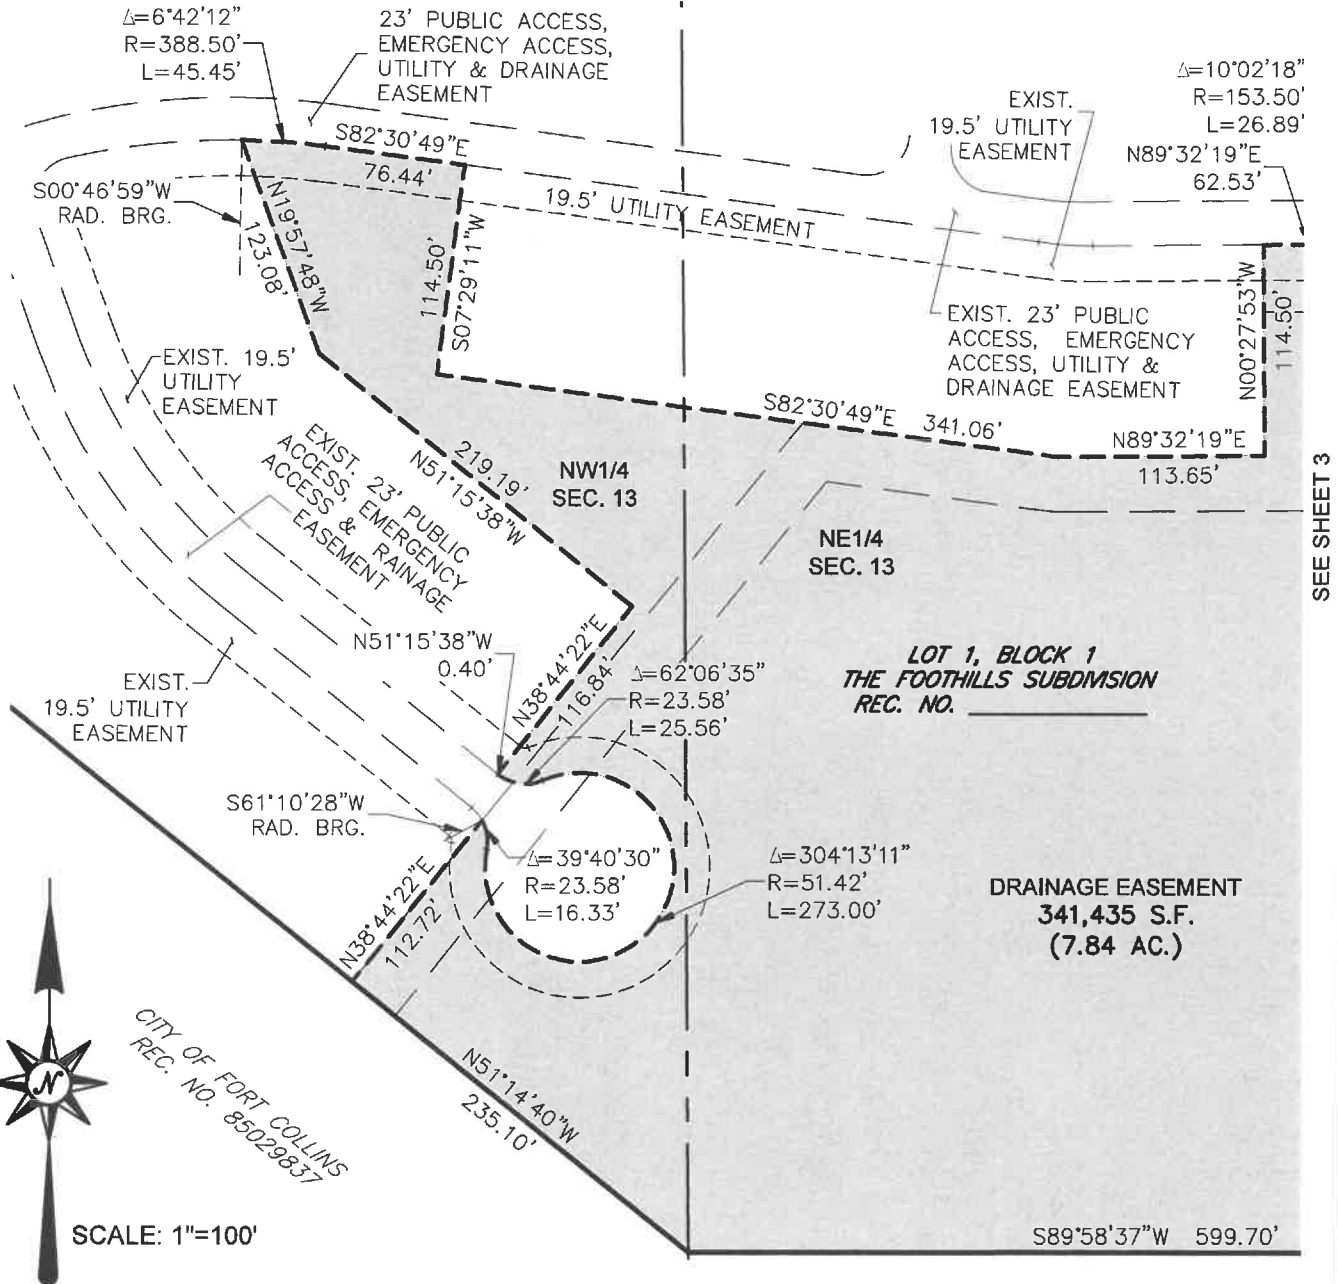 Δ=6°42'12"
R=388.50'
L=45.45'
23' PUBLIC ACCESS,
EMERGENCY ACCESS,
UTILITY & DRAINAGE
EASEMENT
Δ=10°02'18"
R=153.50'
L=26.89'
N89°32'19"E
62.53'
EXIST.
19.5' UTILITY
EASEMENT
S82°30'49"E
76.44'
S00°46'59"W
RAD. BRG.
N19°57'48"W
123.08'
114.50'
S07°29'11"W
19.5' UTILITY EASEMENT
EXIST. 23' PUBLIC
ACCESS, EMERGENCY
ACCESS, UTILITY &
DRAINAGE EASEMENT
N00°27'53"W
114.50'
EXIST. 19.5'
UTILITY
EASEMENT
S82°30'49"E 341.06'
N89°32'19"E
113.65'
EXIST. 23' PUBLIC
ACCESS, EMERGENCY
ACCESS & RAINAGE
EASEMENT
219.19'
N51°15'38"W
NW1/4
SEC. 13
NE1/4
SEC. 13
SEE SHEET 3
N51°15'38"W
0.40'
N38°44'22"E
116.84'
Δ=62°06'35"
R=23.58'
L=25.56'
LOT 1, BLOCK 1
THE FOOTHILLS SUBDIVISION
REC. NO.
EXIST.
19.5' UTILITY
EASEMENT
S61°10'28"W
RAD. BRG.
Δ=39°40'30"
R=23.58'
L=16.33'
Δ=304°13'11"
R=51.42'
L=273.00'
DRAINAGE EASEMENT
341,435 S.F.
(7.84 AC.)
N38°44'22"E
112.72'
CITY OF FORT COLLINS
REC. NO. 85029837
N51°14'40"W
235.10'
N
SCALE: 1"=100'
S89°58'37"W 599.70'